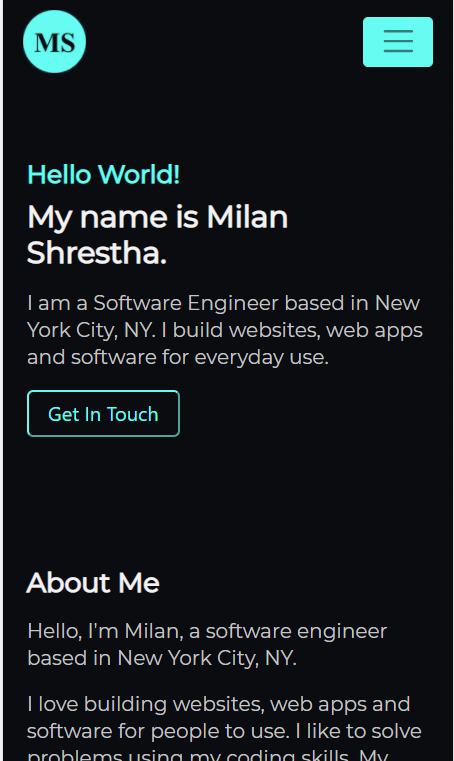 MS
Hello World!
My name is Milan
Shrestha.
I am a Software Engineer based in New
York City, NY. I build websites, web apps
and software for everyday use.
Get In Touch
About Me
Hello, I'm Milan, a software engineer
based in New York City, NY.
I love building websites, web apps and
software for people to use. I like to solve
problems using my coding skills. My